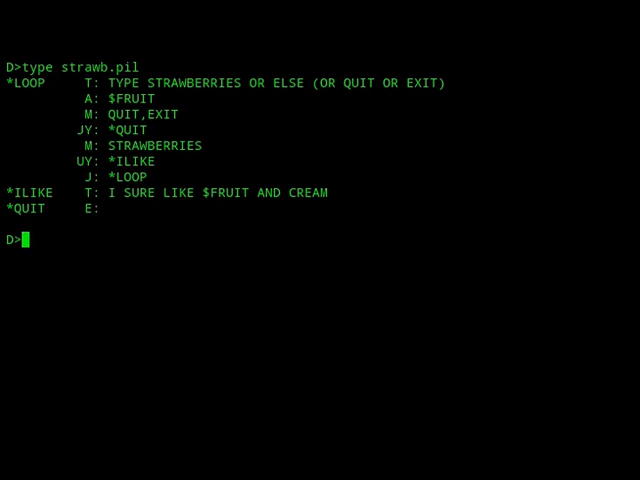 D>type strawb.pil
*LOOP     T: TYPE STRAWBERRIES OR ELSE (OR QUIT OR EXIT)
          A: $FRUIT
          M: QUIT,EXIT
         JY: *QUIT
          M: STRAWBERRIES
         UY: *ILIKE
          J: *LOOP
*ILIKE    T: I SURE LIKE $FRUIT AND CREAM
*QUIT     E:
D>